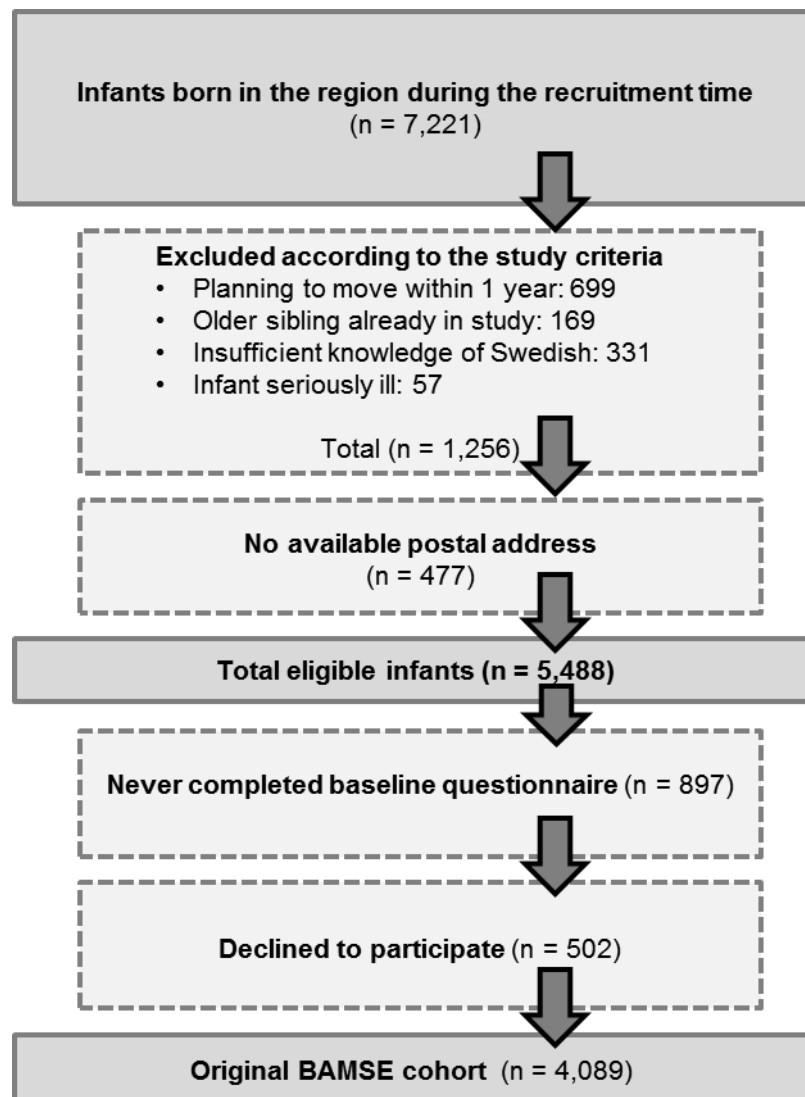 Infants born in the region during the recruitment time
(n = 7,221)
Excluded according to the study criteria
• Planning to move within 1 year: 699
• Older sibling already in study: 169
• Insufficient knowledge of Swedish: 331
• Infant seriously ill: 57
Total (n = 1,256)
No available postal address
(n = 477)
Total eligible infants (n = 5,488)
Never completed baseline questionnaire (n = 897)
Declined to participate (n = 502)
Original BAMSE cohort (n = 4,089)